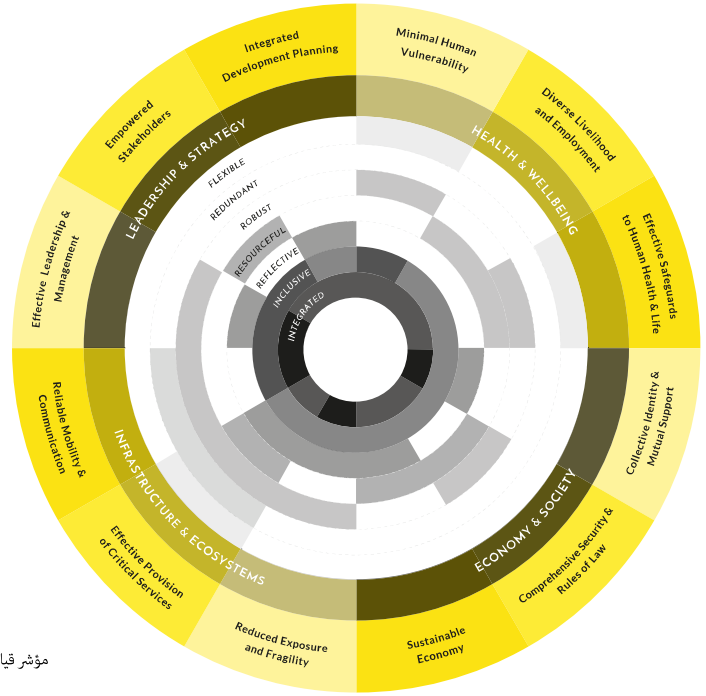 Integrated
Development Planning
Minimal Human
Vulnerability
Diverse Livelihood
and Employment
Effective Safeguards
to Human Health & Life
Collective Identity &
Mutual Support
Comprehensive Security &
Rules of Law
Sustainable
Economy
Reduced Exposure
and Fragility
Effective Provision
of Critical Services
Reliable Mobility &
Communication
Effective Leadership &
Management
Empowered
Stakeholders
LEADERSHIP & STRATEGY
HEALTH & WELLBEING
ECONOMY & SOCIETY
INFRASTRUCTURE & ECOSYSTEMS
FLEXIBLE
REDUNDANT
ROBUST
RESOURCEFUL
REFLECTIVE
INCLUSIVE
INTEGRATED
مؤشر